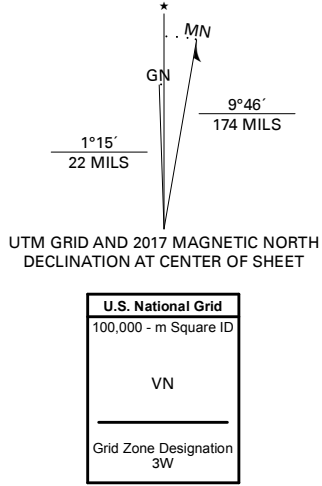 ★
MN
GN
9°46´
174 MILS
1°15´
22 MILS
UTM GRID AND 2017 MAGNETIC NORTH
DECLINATION AT CENTER OF SHEET
U.S. National Grid
100,000 - m Square ID
VN
Grid Zone Designation
3W